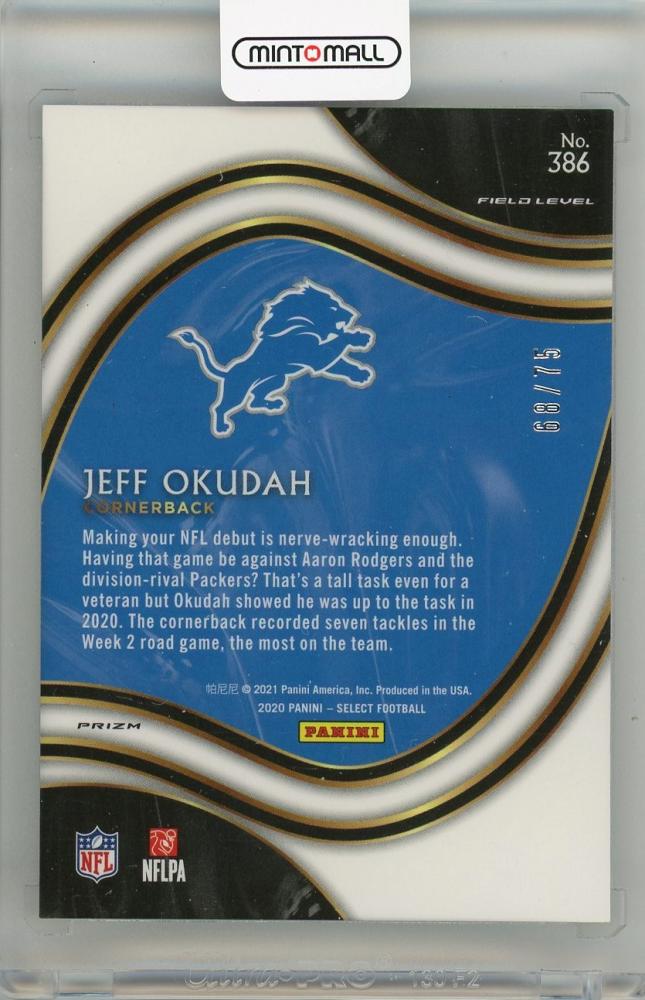 MINTMALL
No.
386
FIELD LEVEL
68/75
JEFF OKUDAH
CORNERBACK
Making your NFL debut is nerve-wracking enough.
Having that game be against Aaron Rodgers and the
division-rival Packers? That's a tall task even for a
veteran but Okudah showed he was up to the task in
2020. The cornerback recorded seven tackles in the
Week 2 road game, the most on the team.
帕尼尼 © 2021 Panini America, Inc. Produced in the USA.
2020 PANINI – SELECT FOOTBALL
PANINI
PRIZM
NFL
NFLPA
Ultra·PRO® 130PT